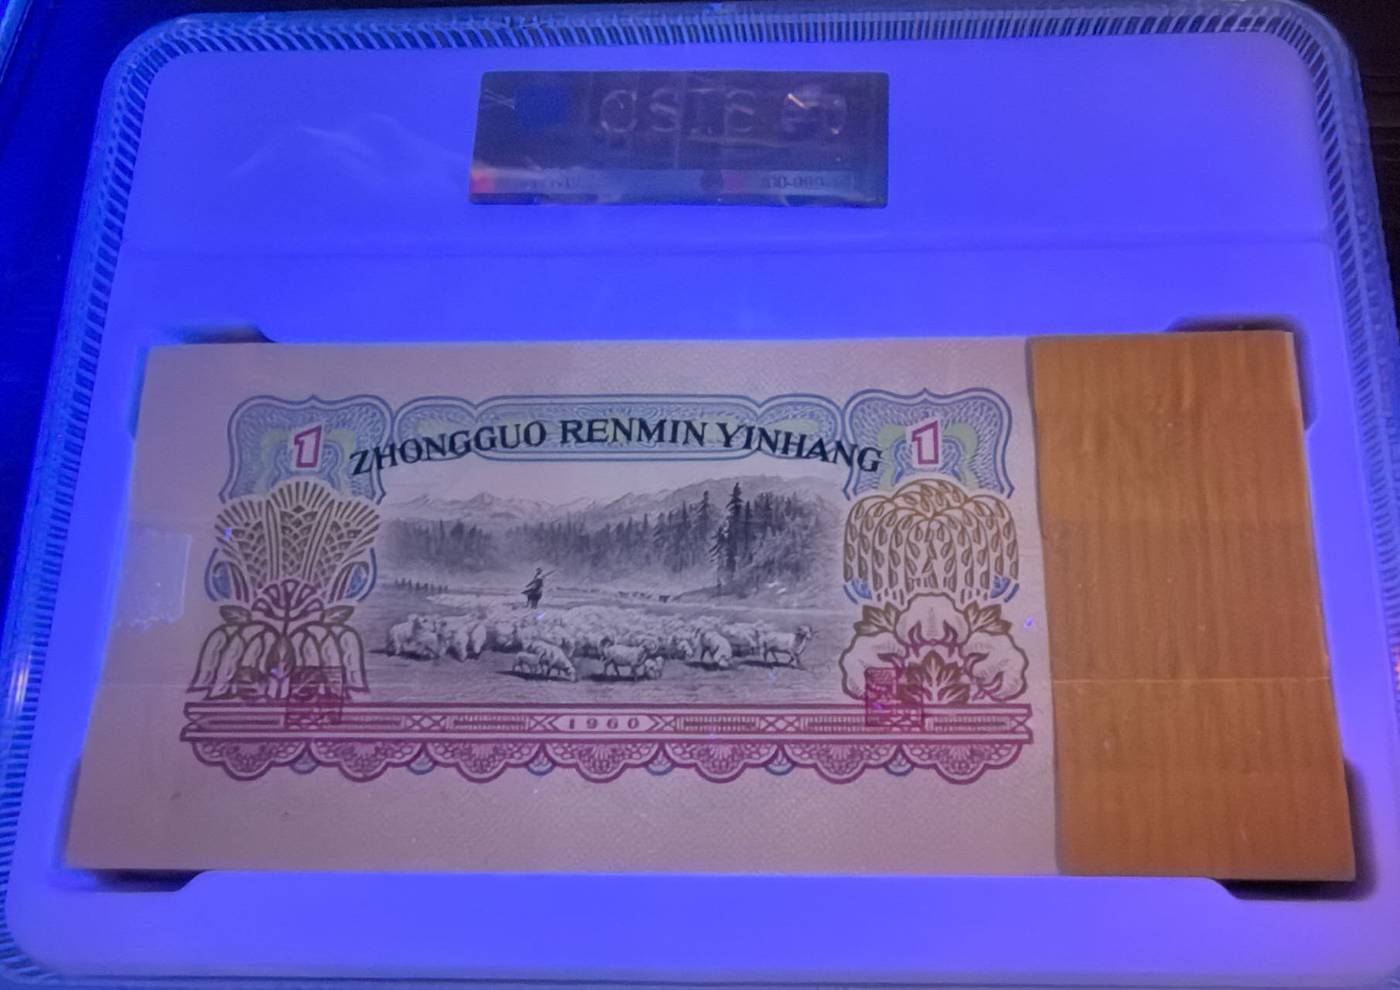 1 ZHONGGUO RENMIN YINHANG 1
1960